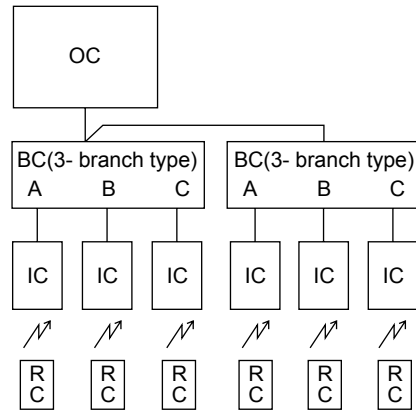 OC
BC(3- branch type) BC(3- branch type)
A B C A B C
IC IC IC IC IC IC
R R R R R R
C C C C C C